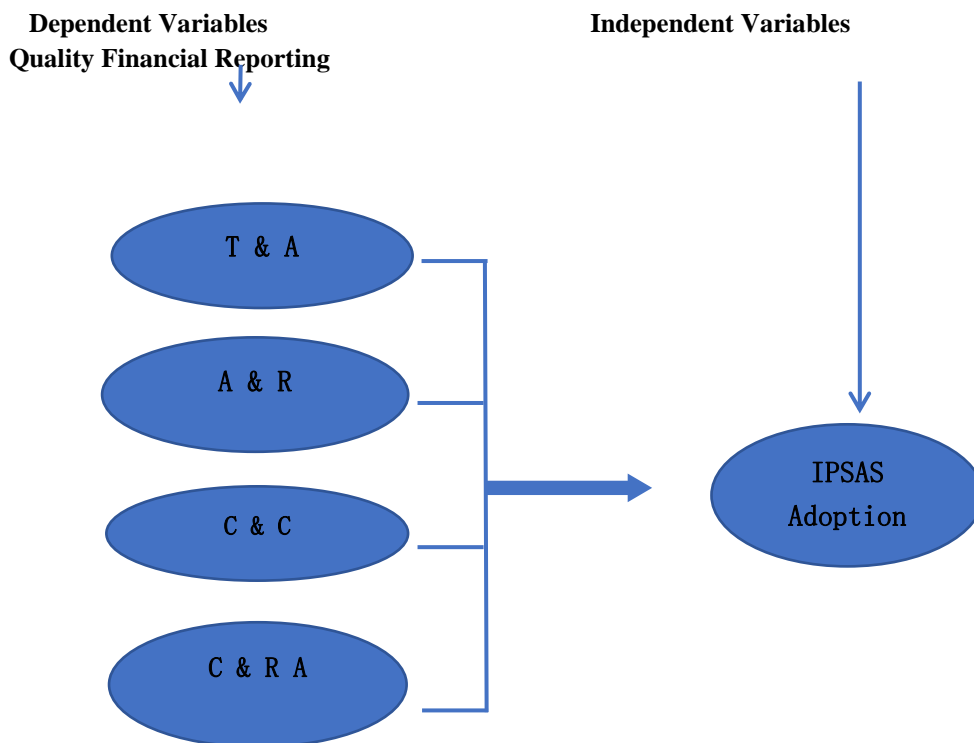 Dependent Variables
Quality Financial Reporting
Independent Variables
T & A
A & R
C & C
C & R A
IPSAS
Adoption